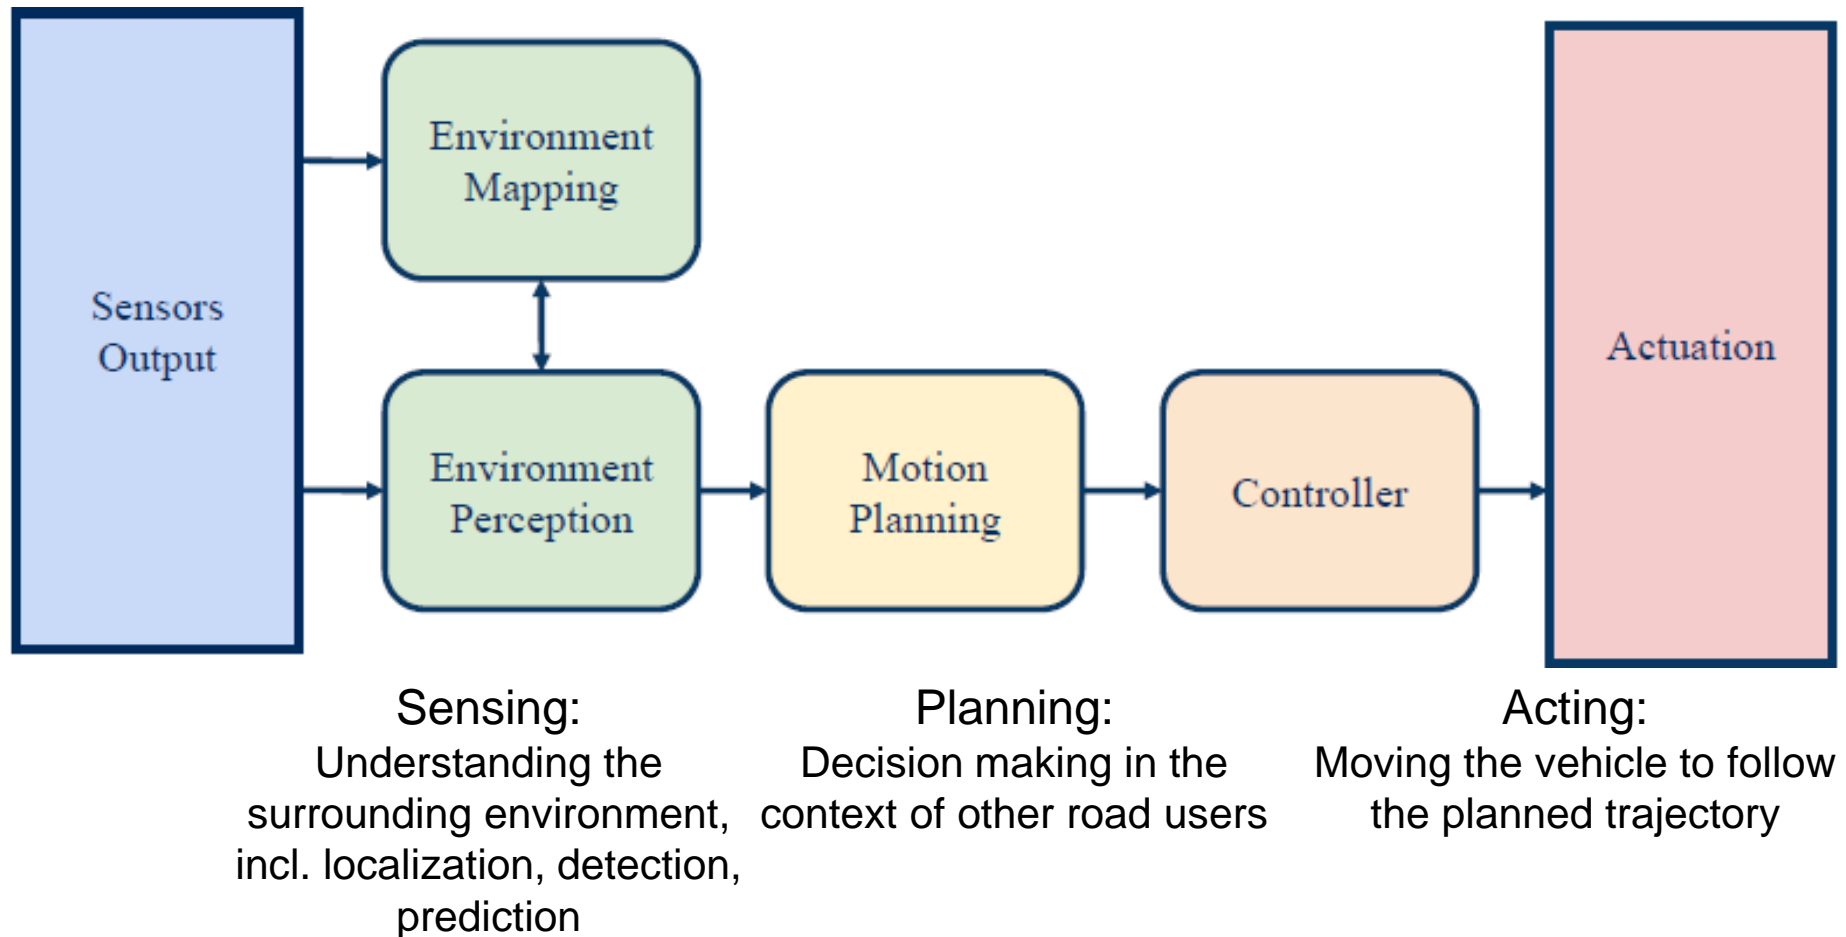 Sensors
Output
Environment
Mapping
Environment
Perception
Motion
Planning
Controller
Actuation
Sensing:
Understanding the
surrounding environment,
incl. localization, detection,
prediction
Planning:
Decision making in the
context of other road users
Acting:
Moving the vehicle to follow
the planned trajectory